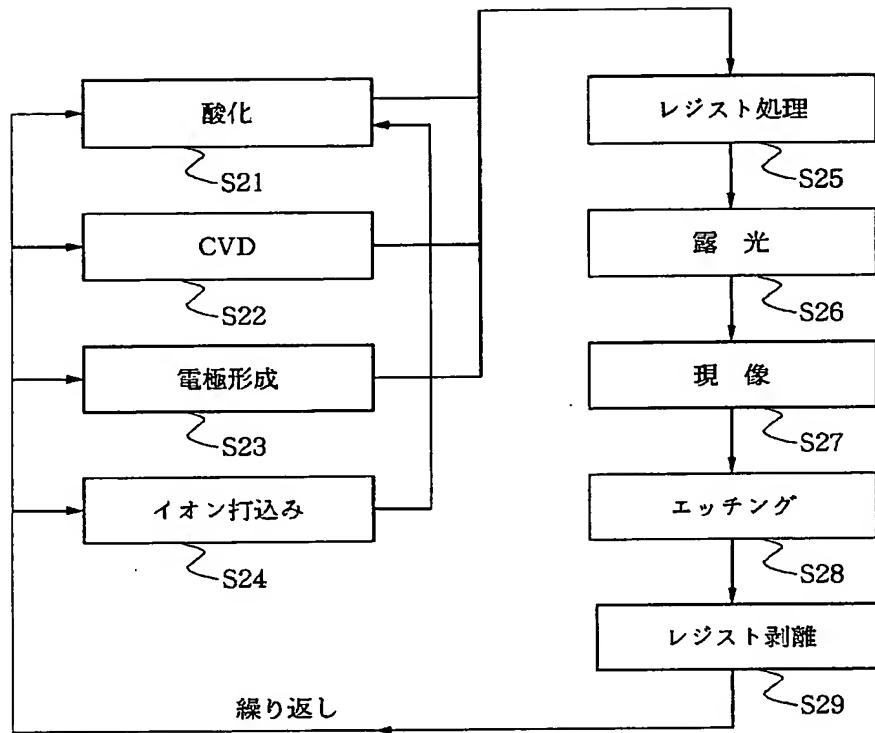 酸化
S21
CVD
S22
電極形成
S23
イオン打込み
S24
レジスト処理
S25
露 光
S26
現 像
S27
エッチング
S28
レジスト剥離
S29
繰り返し